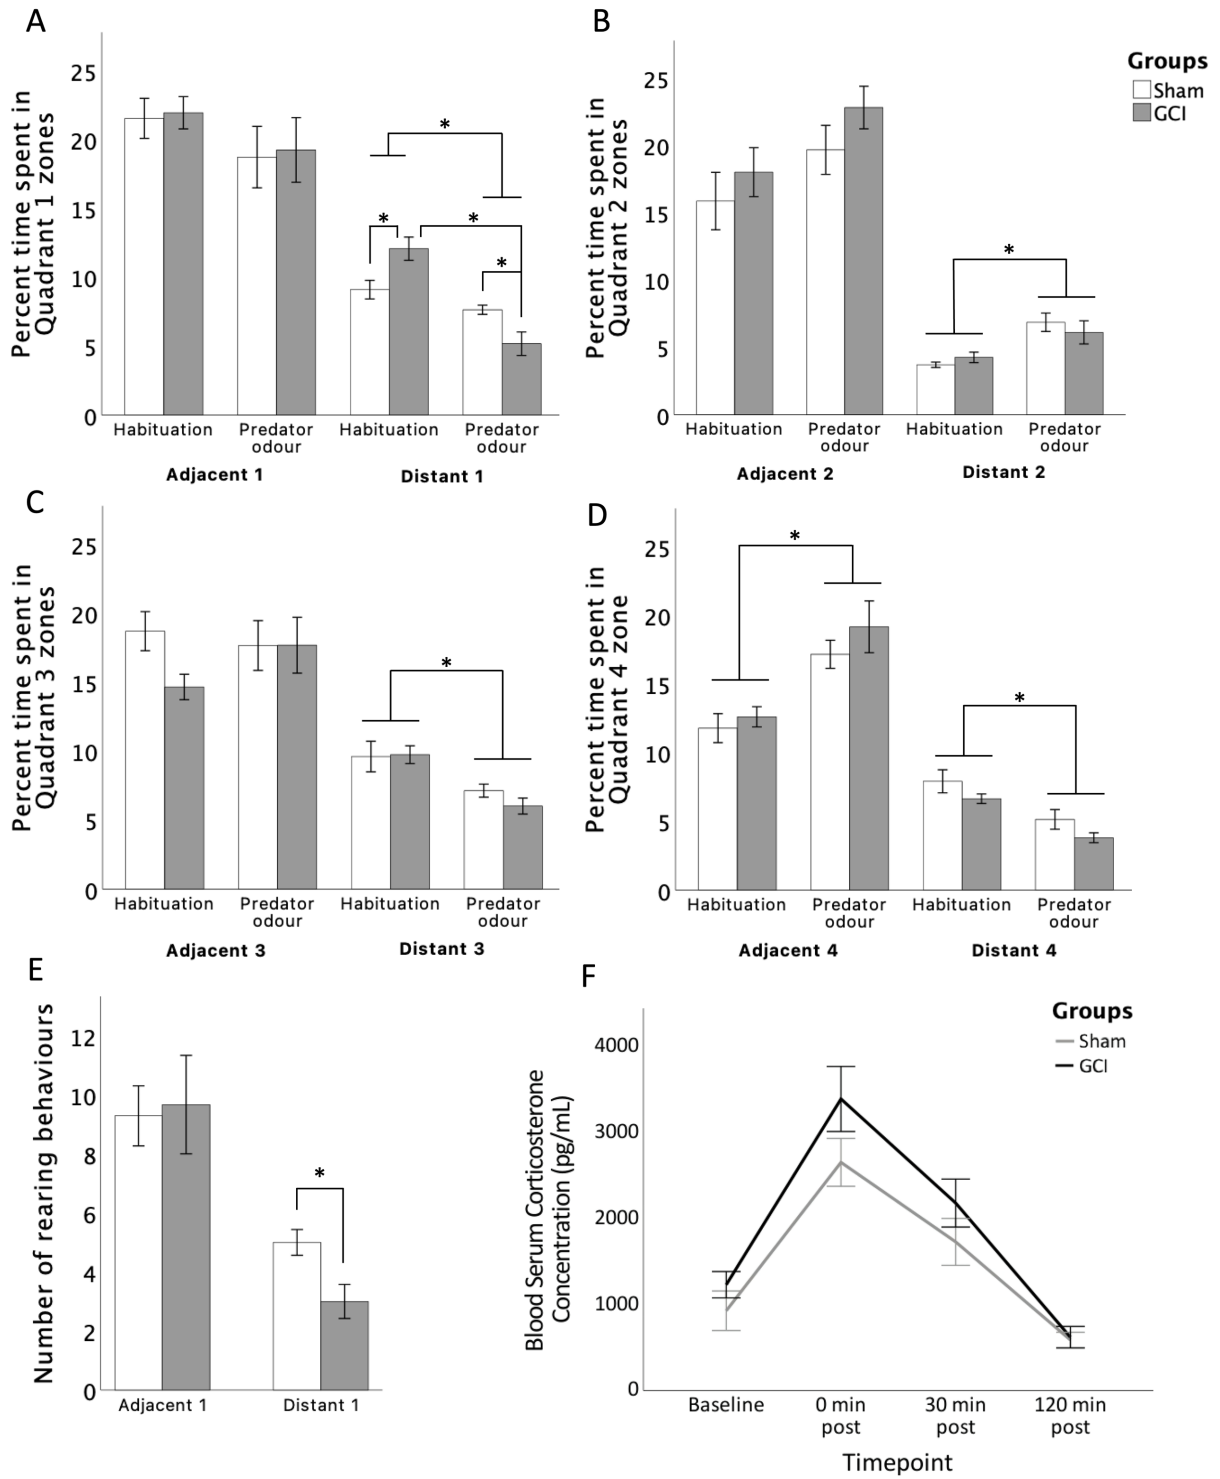 A
Percent time spent in
Quadrant 1 zones
25
20
15
10
5
0
*
*
*
*
Habituation
Predator
odour
Habituation
Predator
odour
Adjacent 1
Distant 1
B
Percent time spent in
Quadrant 2 zones
25
20
15
10
5
0
*
Habituation
Predator
odour
Habituation
Predator
odour
Adjacent 2
Distant 2
Groups
Sham
GCI
C
Percent time spent in
Quadrant 3 zones
25
20
15
10
5
0
*
Habituation
Predator
odour
Habituation
Predator
odour
Adjacent 3
Distant 3
D
Percent time spent in
Quadrant 4 zone
25
20
15
10
5
0
*
*
Habituation
Predator
odour
Habituation
Predator
odour
Adjacent 4
Distant 4
E
Number of rearing behaviours
12
10
8
6
4
2
0
*
Adjacent 1
Distant 1
F
Blood Serum Corticosterone
Concentration (pg/mL)
4000
3000
2000
1000
0
Groups
Sham
GCI
Baseline
0 min
post
30 min
post
120 min
post
Timepoint